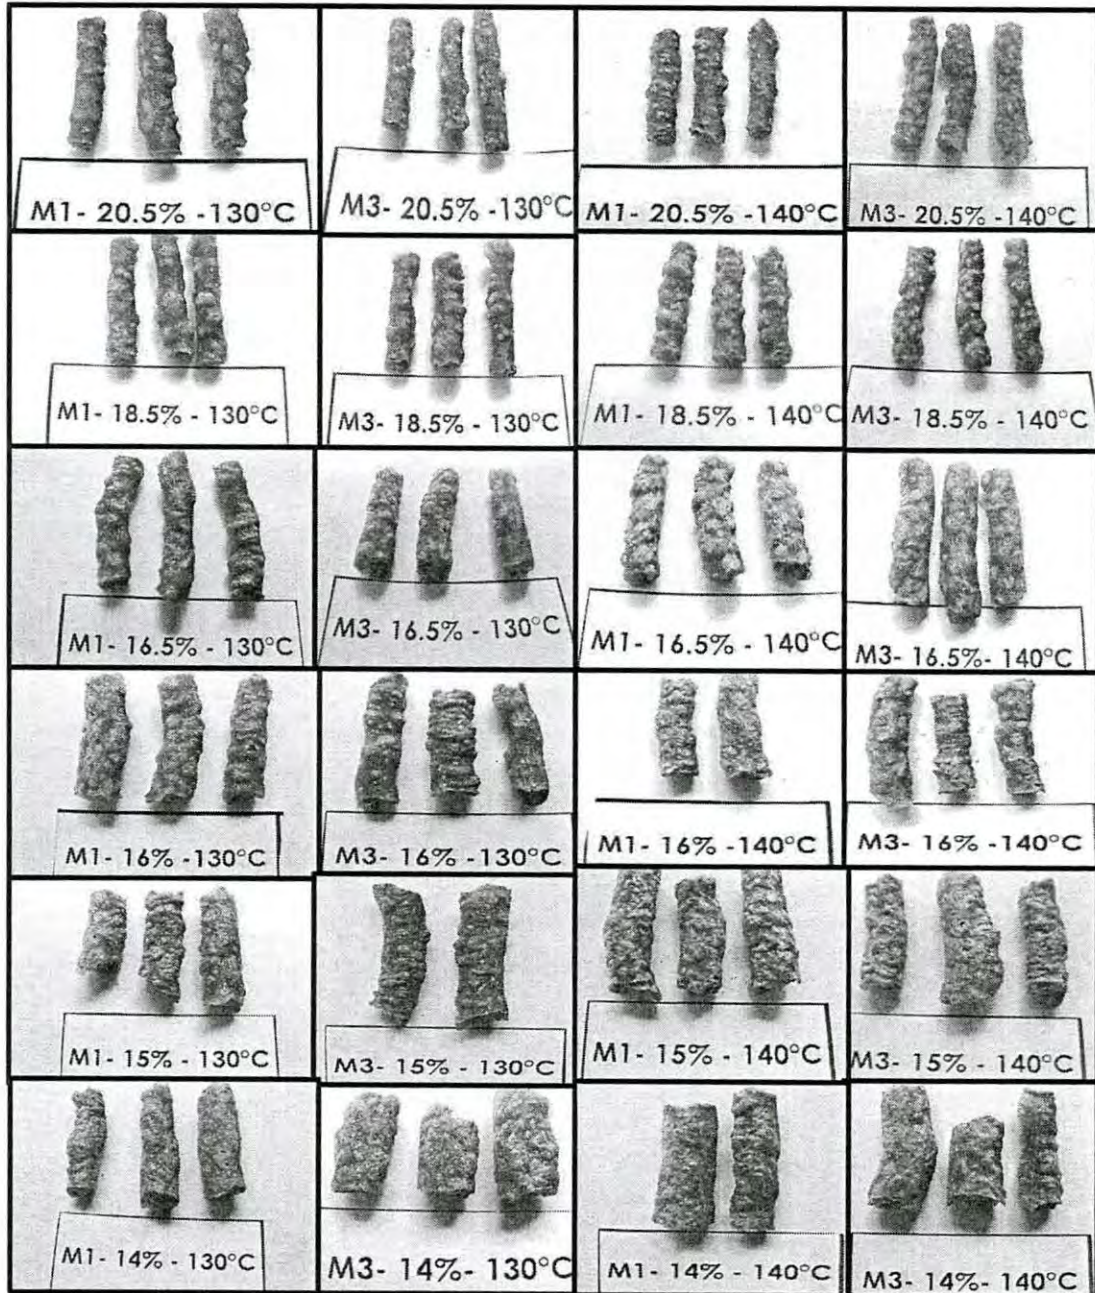 M1- 20.5% -130°C
M3- 20.5% -130°C
M1- 20.5% -140°C
M3- 20.5% -140°C
M1- 18.5% - 130°C
M3- 18.5% - 130°C
M1- 18.5% - 140°C
M3- 18.5% - 140°C
M1- 16.5% - 130°C
M3- 16.5% - 130°C
M1- 16.5% - 140°C
M3- 16.5%- 140°C
M1- 16% -130°C
M3- 16% -130°C
M1- 16% -140°C
M3- 16% -140°C
M1- 15% - 130°C
M3- 15% - 130°C
M1- 15% - 140°C
M3- 15% - 140°C
M1- 14% - 130°C
M3- 14%- 130°C
M1- 14% - 140°C
M3- 14%- 140°C